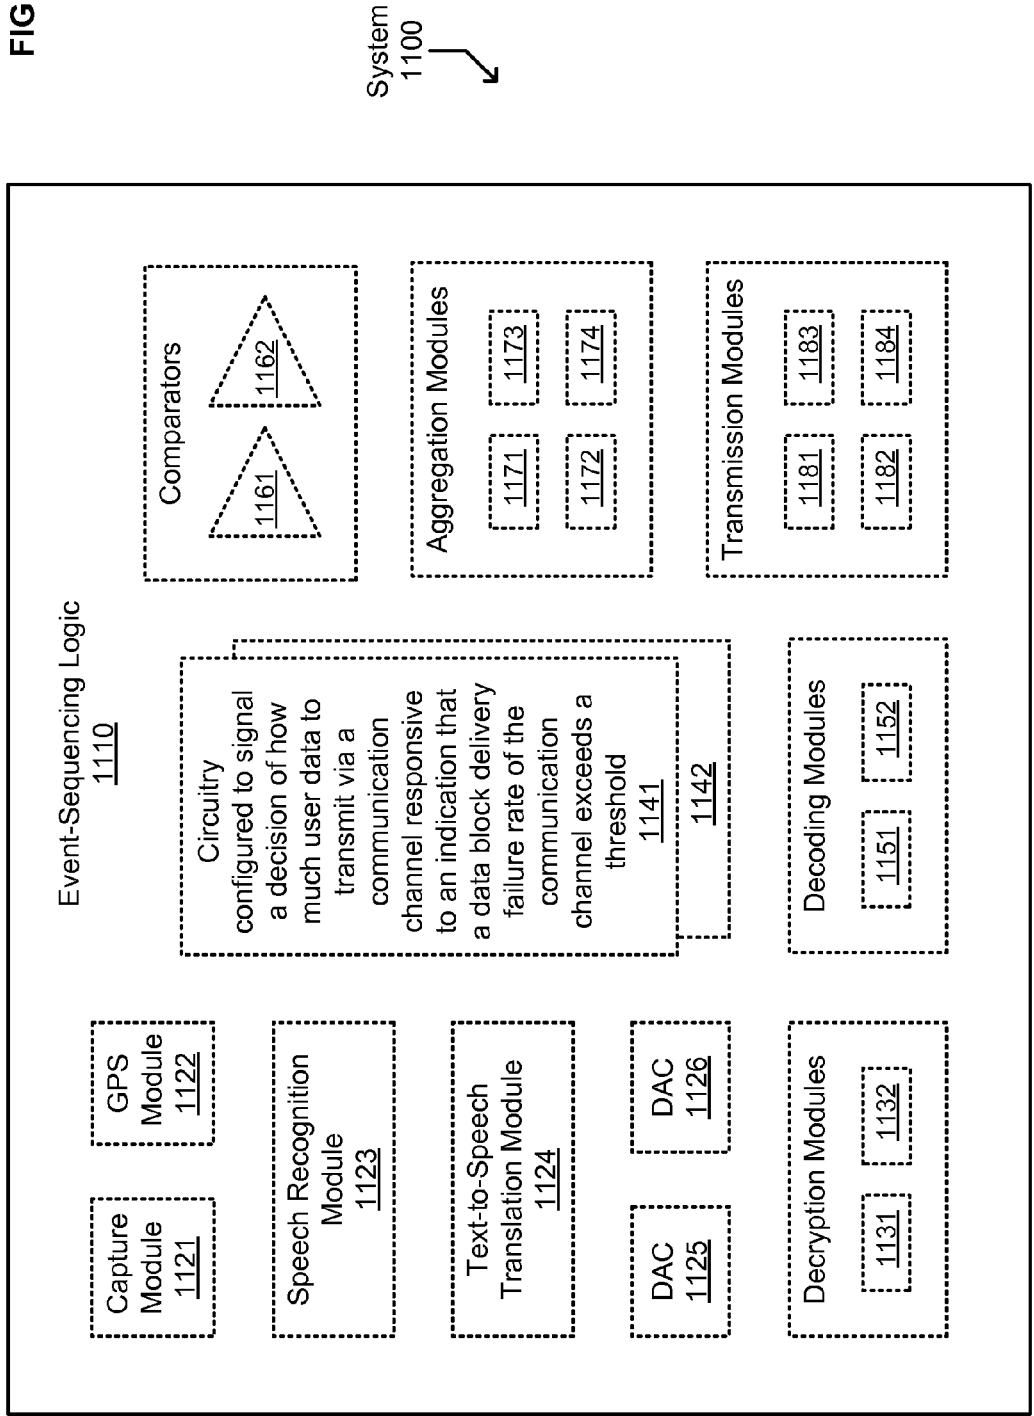 FIG
System
1100
Event-Sequencing Logic
1110
Capture
Module
1121
GPS
Module
1122
Speech Recognition
Module
1123
Text-to-Speech
Translation Module
1124
DAC
1125
DAC
1126
Decryption Modules
1131
1132
Circuitry
configured to signal
a decision of how
much user data to
transmit via a
communication
channel responsive
to an indication that
a data block delivery
failure rate of the
communication
channel exceeds a
threshold
1141
1142
Decoding Modules
1151
1152
Comparators
1161
1162
Aggregation Modules
1171
1173
1172
1174
Transmission Modules
1181
1183
1182
1184